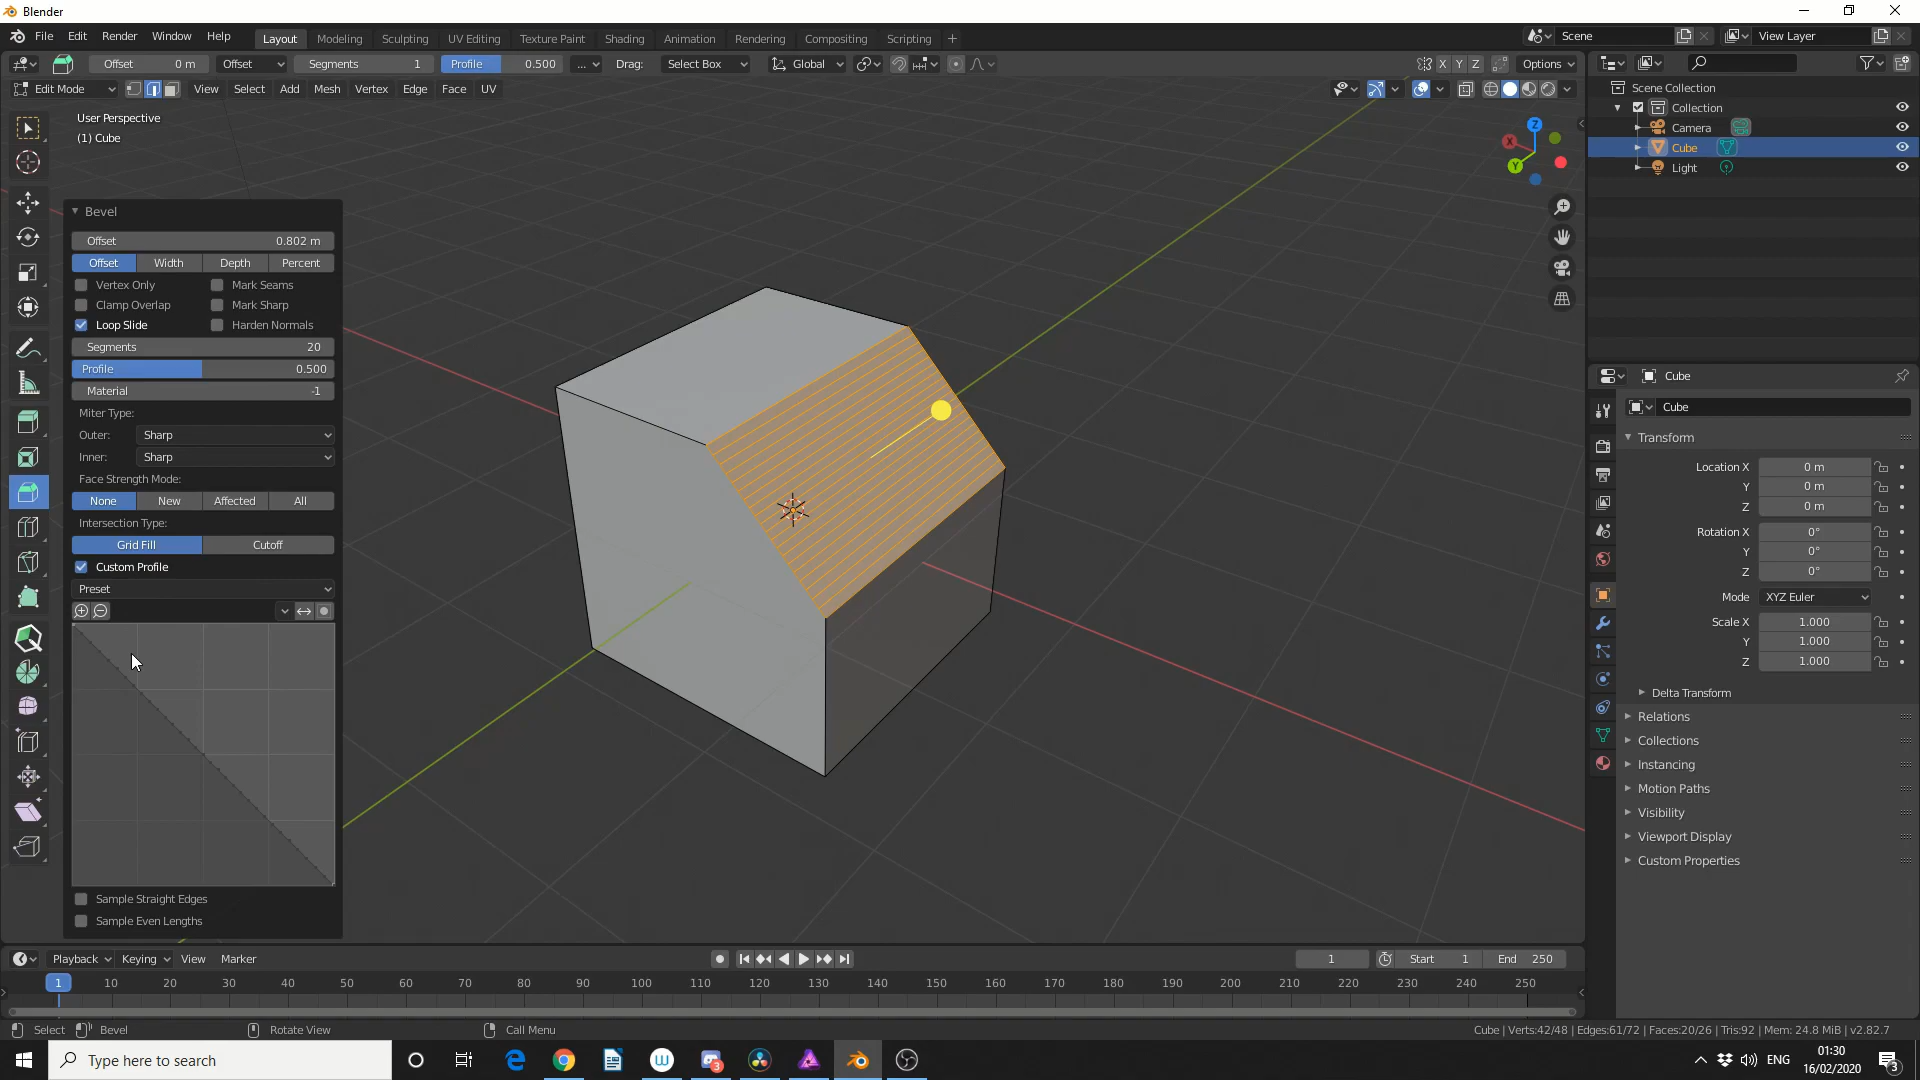 Blender
File Edit Render Window Help Layout Modeling Sculpting UV Editing Texture Paint Shading Animation Rendering Compositing Scripting Scene View Layer
Offset 0 m Offset Segments 1 Profile 0.500 ... Drag: Select Box Global X Y Z Options
Edit Mode View Select Add Mesh Vertex Edge Face UV
User Perspective
(1) Cube
Z
X
Y
Scene Collection
Collection
Camera
Cube
Light
Bevel
Offset 0.802 m
Offset Width Depth Percent
Vertex Only Mark Seams
Clamp Overlap Mark Sharp
Loop Slide Harden Normals
Segments 20
Profile 0.500
Material -1
Miter Type:
Outer: Sharp
Inner: Sharp
Face Strength Mode:
None New Affected All
Intersection Type:
Grid Fill Cutoff
Custom Profile
Preset
Sample Straight Edges
Sample Even Lengths
Cube
Cube
Transform
Location X 0 m
Y 0 m
Z 0 m
Rotation X 0°
Y 0°
Z 0°
Mode XYZ Euler
Scale X 1.000
Y 1.000
Z 1.000
Delta Transform
Relations
Collections
Instancing
Motion Paths
Visibility
Viewport Display
Custom Properties
Playback Keying View Marker 1 Start 1 End 250
1 10 20 30 40 50 60 70 80 90 100 110 120 130 140 150 160 170 180 190 200 210 220 230 240 250
Select Bevel Rotate View Call Menu Cube | Verts:42/48 | Edges:61/72 | Faces:20/26 | Tris:92 | Mem: 24.8 MiB | v2.82.7
Type here to search
3
ENG
01:30
16/02/2020
3